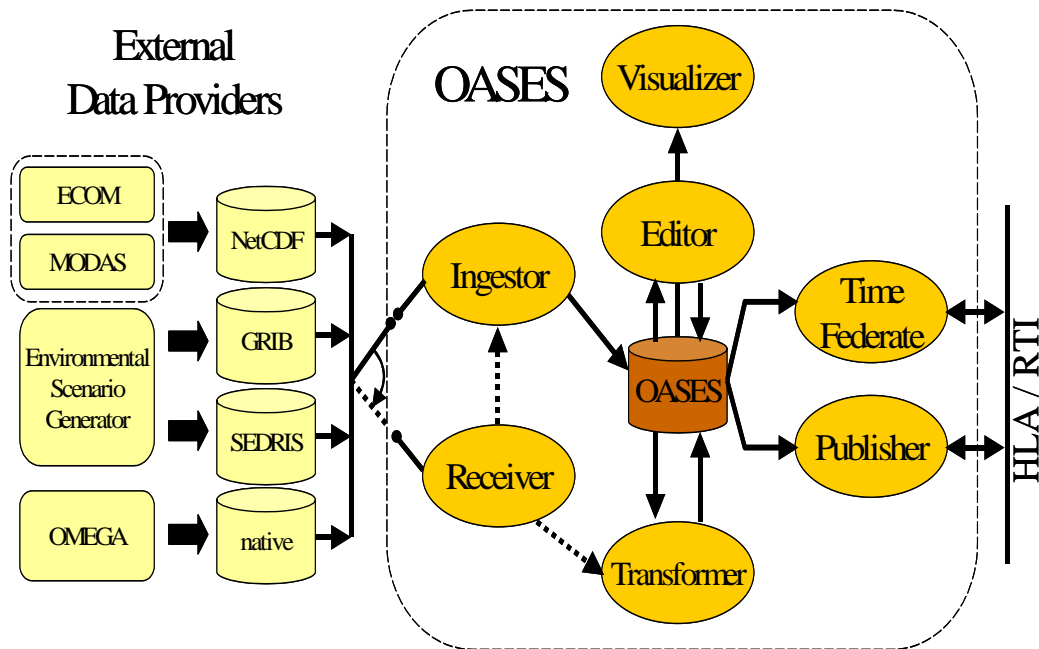 External
Data Providers
OASES
Visualizer
ECOM
MODAS
NetCDF
Editor
Ingestor
GRIB
Environmental
Scenario
Generator
Time
Federate
OASES
SEDRIS
Receiver
Publisher
HLA / RTI
OMEGA
native
Transformer